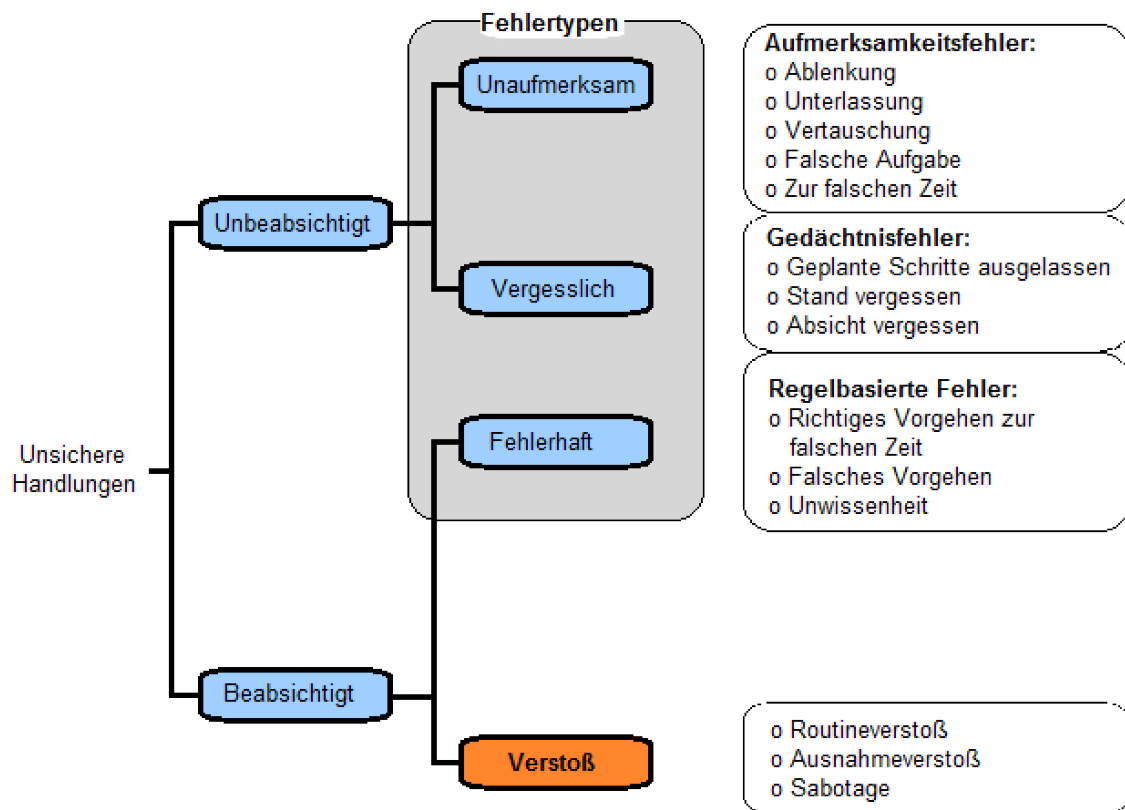 Fehlertypen
Unaufmerksam
Aufmerksamkeitsfehler:
o Ablenkung
o Unterlassung
o Vertauschung
o Falsche Aufgabe
o Zur falschen Zeit
Unbeabsichtigt
Vergesslich
Gedächtnisfehler:
o Geplante Schritte ausgelassen
o Stand vergessen
o Absicht vergessen
Unsichere
Handlungen
Fehlerhaft
Regelbasierte Fehler:
o Richtiges Vorgehen zur
falschen Zeit
o Falsches Vorgehen
o Unwissenheit
Beabsichtigt
Verstoß
o Routineverstoß
o Ausnahmeverstoß
o Sabotage